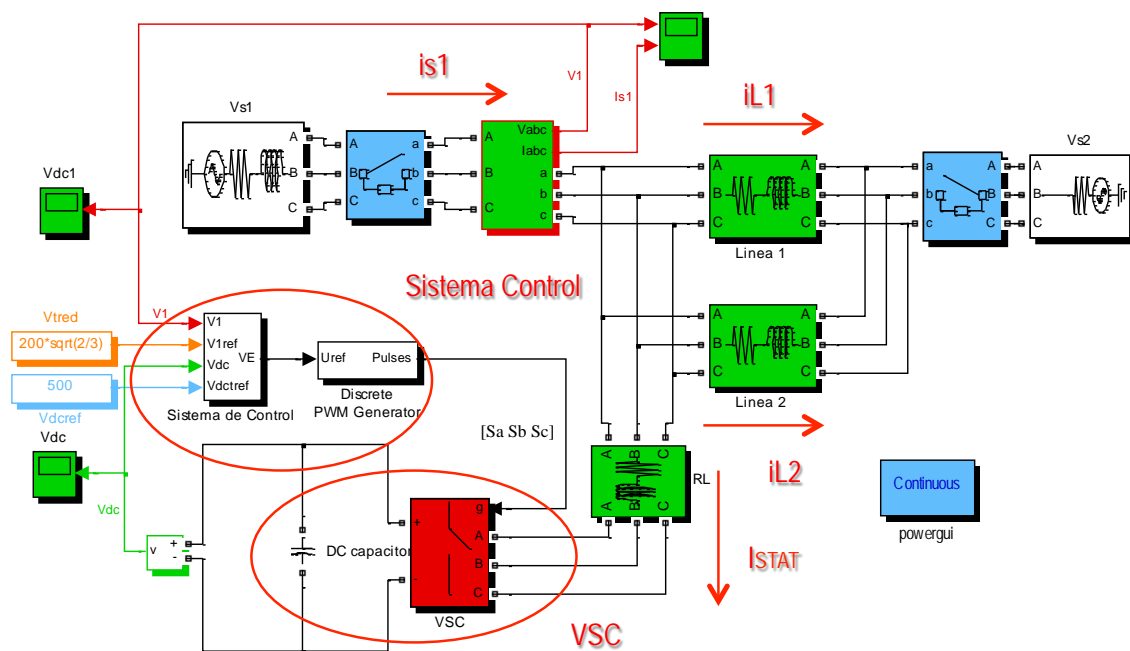 is1
V1
Is1
iL1
Vs1
Vs2
A
B
C
A
B
C
a
b
c
A
B
C
Vabc
Iabc
a
b
c
A
B
C
A
B
C
a
b
c
A
B
C
A
B
C
Vdc1
Linea 1
Sistema Control
V1
Vtred
200*sqrt(2/3)
500
Vdcref
V1
V1ref
Vdc
Vdctref
VE
Sistema de Control
Uref
Pulses
Discrete
PWM Generator
A
B
C
A
B
C
Linea 2
[Sa Sb Sc]
Vdc
Vdc
iL2
A
B
C
A
B
C
RL
Continuous
powergui
v
+
-
DC capacitor
g
+
-
A
B
C
VSC
VSC
ISTAT